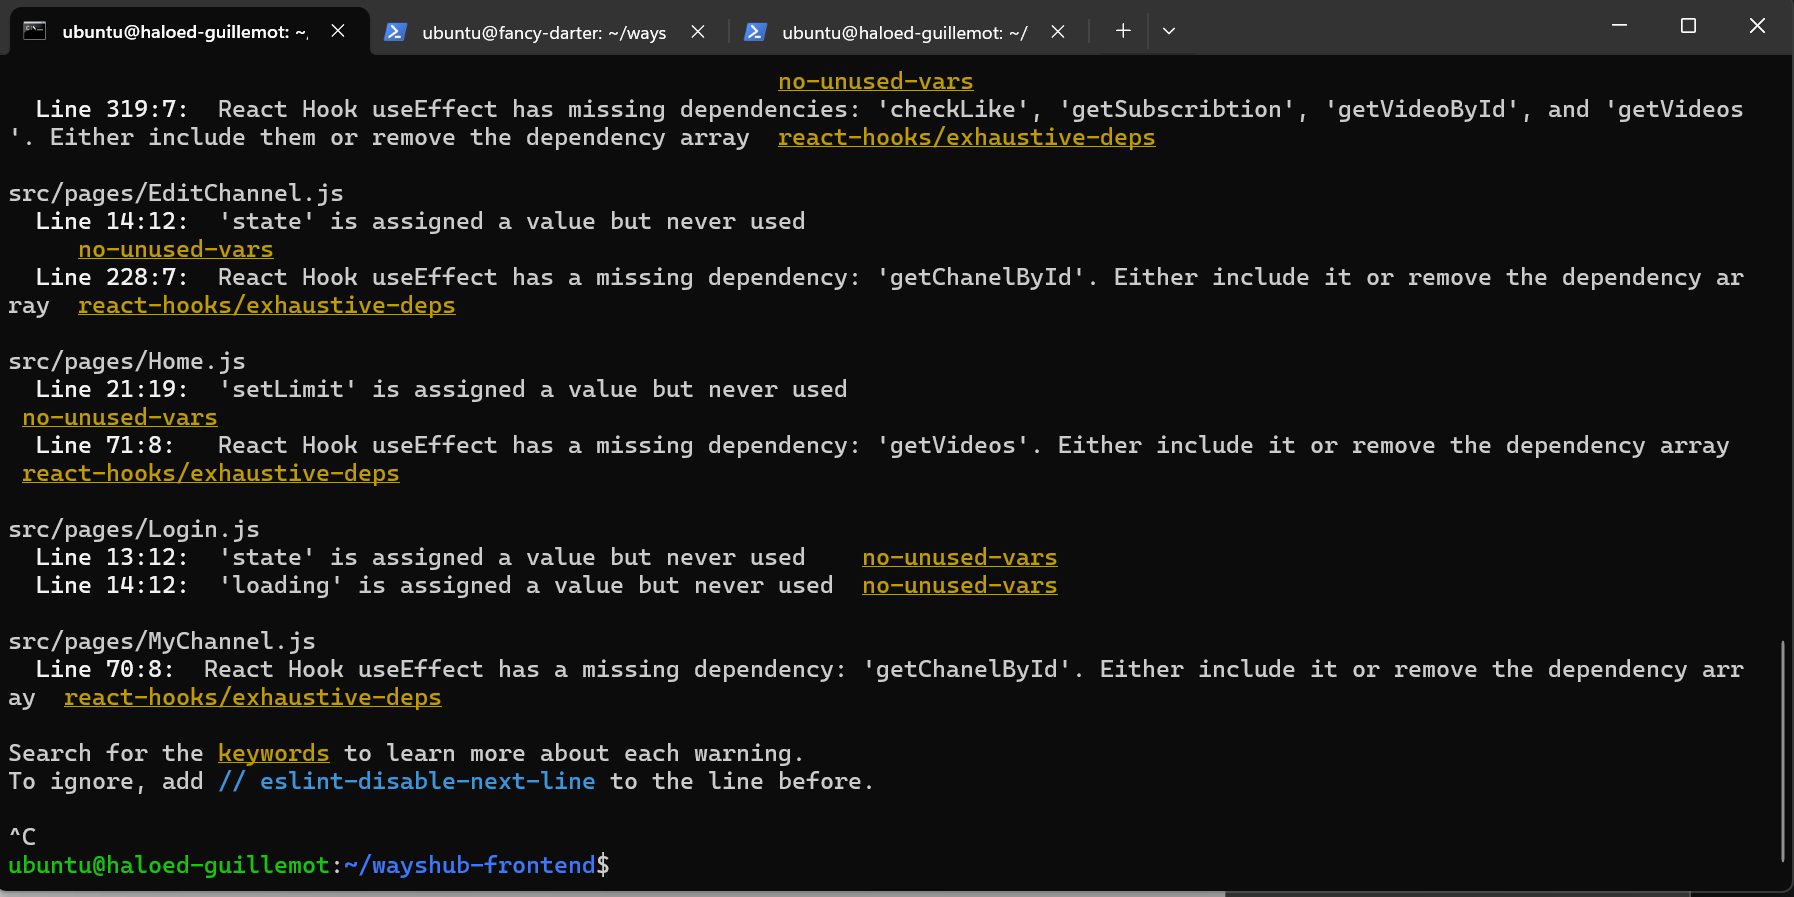 ubuntu@haloed-guillemot: ~,
ubuntu@fancy-darter: ~/ways
ubuntu@haloed-guillemot: ~/
no-unused-vars
Line 319:7:  React Hook useEffect has missing dependencies: 'checkLike', 'getSubscribtion', 'getVideoById', and 'getVideos
'. Either include them or remove the dependency array  react-hooks/exhaustive-deps
src/pages/EditChannel.js
Line 14:12:  'state' is assigned a value but never used
no-unused-vars
Line 228:7:  React Hook useEffect has a missing dependency: 'getChanelById'. Either include it or remove the dependency ar
ray  react-hooks/exhaustive-deps
src/pages/Home.js
Line 21:19:  'setLimit' is assigned a value but never used
no-unused-vars
Line 71:8:   React Hook useEffect has a missing dependency: 'getVideos'. Either include it or remove the dependency array
react-hooks/exhaustive-deps
src/pages/Login.js
Line 13:12:  'state' is assigned a value but never used    no-unused-vars
Line 14:12:  'loading' is assigned a value but never used  no-unused-vars
src/pages/MyChannel.js
Line 70:8:  React Hook useEffect has a missing dependency: 'getChanelById'. Either include it or remove the dependency arr
ay  react-hooks/exhaustive-deps
Search for the keywords to learn more about each warning.
To ignore, add // eslint-disable-next-line to the line before.
^C
ubuntu@haloed-guillemot:~/wayshub-frontend$